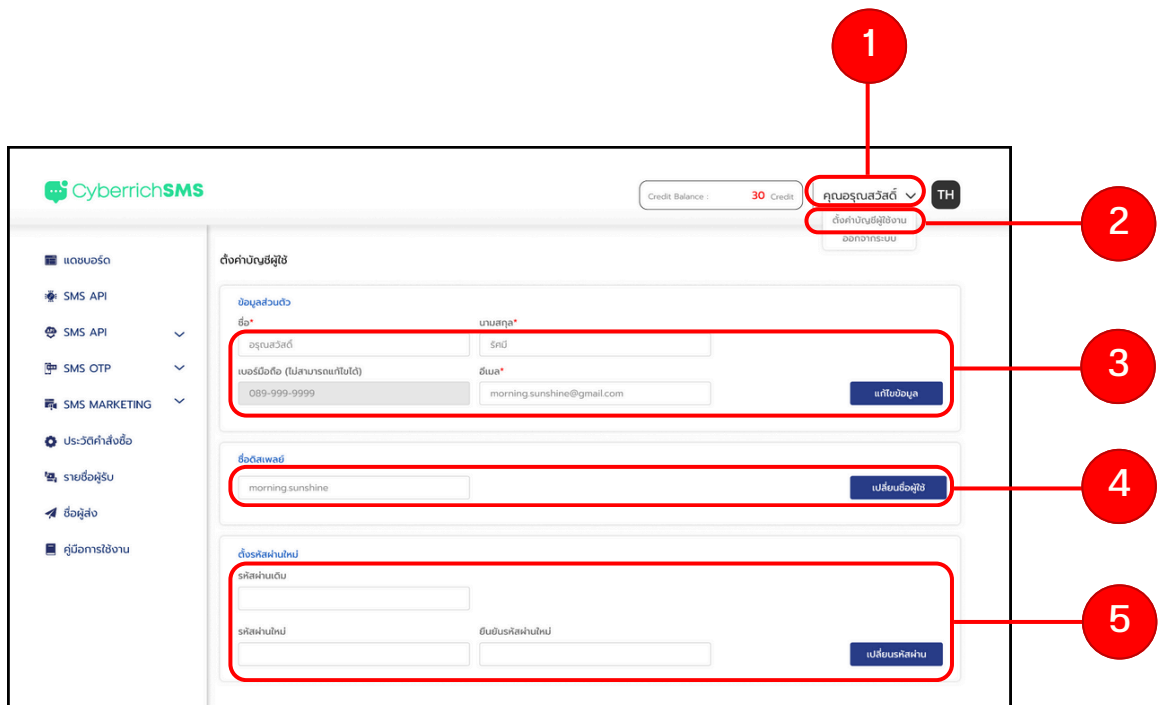 1
CyberrichSMS
Credit Balance : 30 Credit
คุณอรุณสวัสดิ์
TH
2
ตั้งค่าบัญชีผู้ใช้งาน
ออกจากระบบ
แดชบอร์ด
SMS API
SMS API
SMS OTP
SMS MARKETING
ประวัติคำสั่งซื้อ
รายชื่อผู้รับ
ชื่อผู้ส่ง
คู่มือการใช้งาน
ตั้งค่าบัญชีผู้ใช้
ข้อมูลส่วนตัว
ชื่อ* นามสกุล*
อรุณสวัสดิ์ รัศมี
3
เบอร์มือถือ (ไม่สามารถแก้ไขได้) อีเมล*
089-999-9999 morning.sunshine@gmail.com แก้ไขข้อมูล
ชื่อดิสเพลย์
morning.sunshine เปลี่ยนชื่อผู้ใช้
4
ตั้งรหัสผ่านใหม่
รหัสผ่านเดิม
รหัสผ่านใหม่ ยืนยันรหัสผ่านใหม่
5
เปลี่ยนรหัสผ่าน